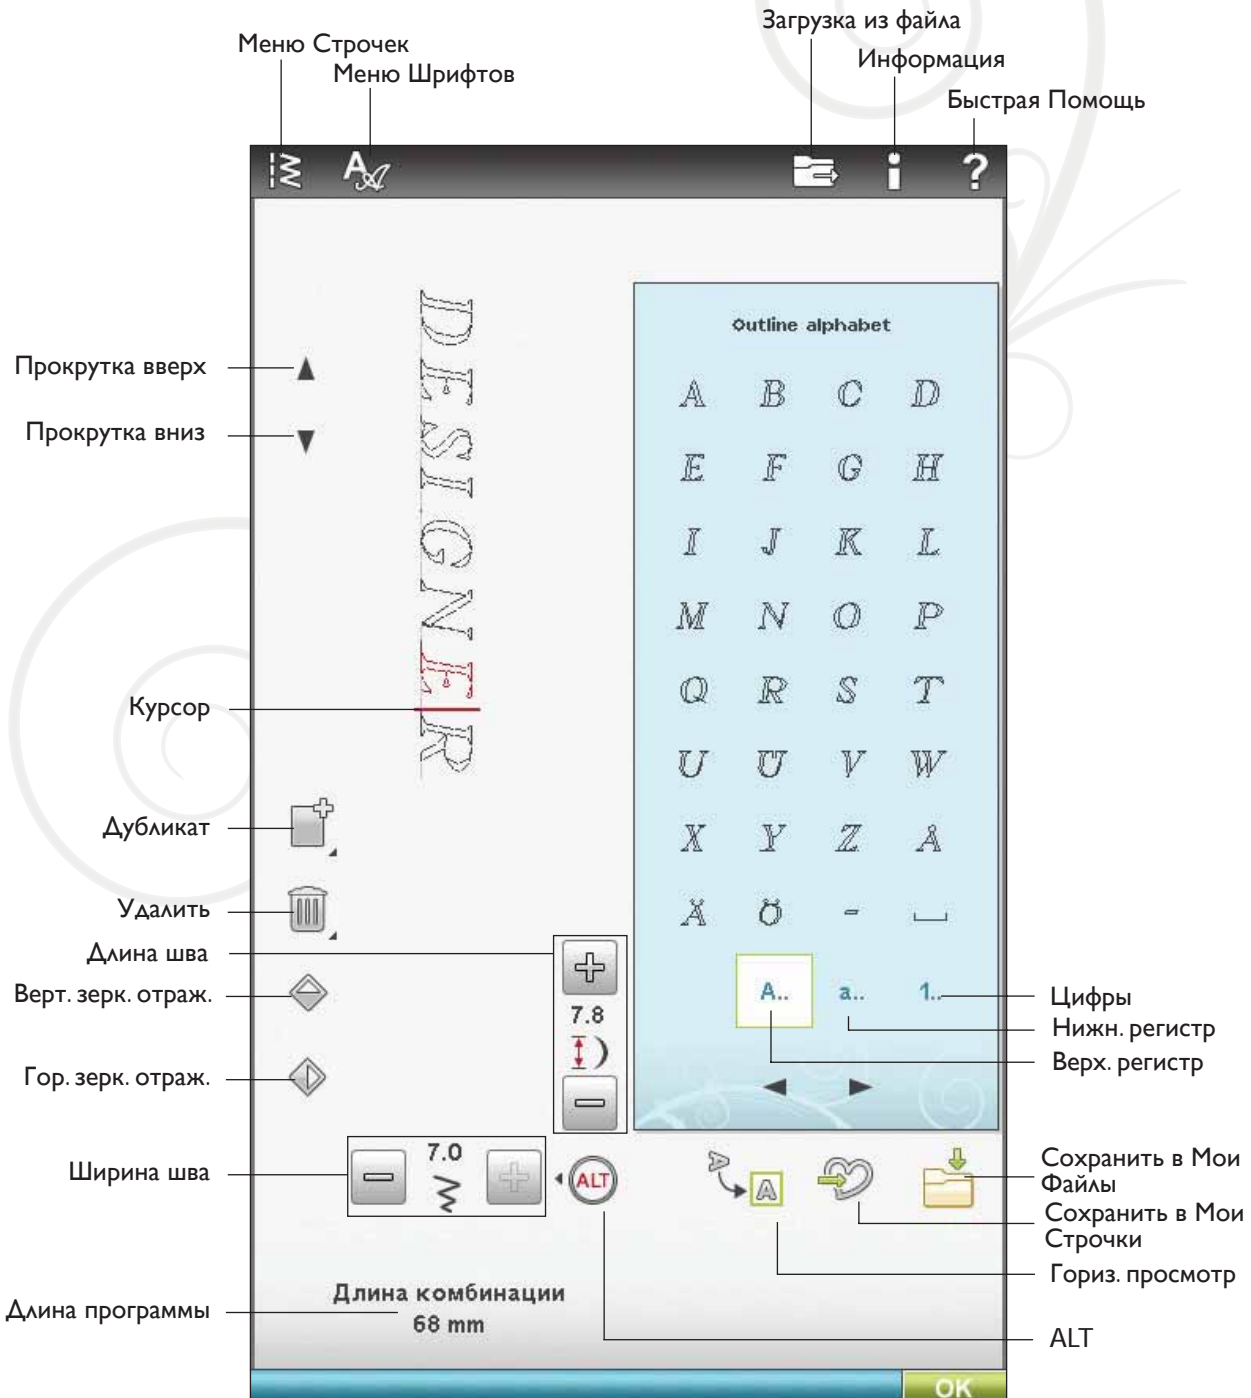 Загрузка из файла
Меню Строчек
Информация
Меню Шрифтов
Быстрая Помощь
?
DESIGNER
Outline alphabet
Прокрутка вверх
A B C D
Прокрутка вниз
E F G H
I J K L
M N O P
Курсор
Q R S T
U Ü V W
Дубликат
X Y Z Å
Удалить
Ä Ö -
Длина шва
Верт. зерк. отраж.
A.. a.. 1..
Цифры
7.8
Нижн. регистр
Верх. регистр
Гор. зерк. отраж.
Ширина шва
7.0
ALT
A
Сохранить в Мои
Файлы
Сохранить в Мои
Строчки
Гориз. просмотр
Длина комбинации
Длина программы
68 mm
ALT
OK